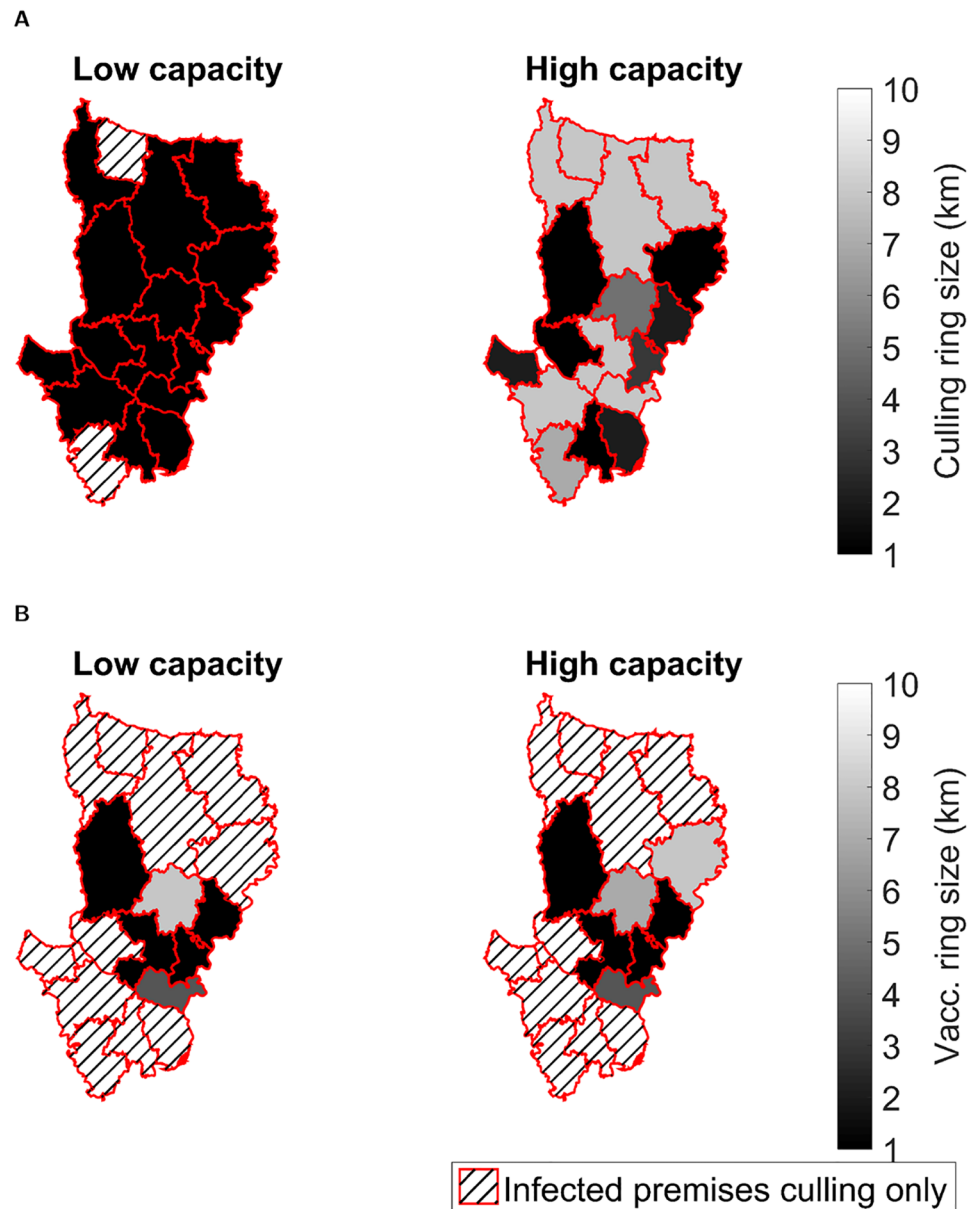 A
Low capacity
High capacity
10
9
8
7
6
5
4
3
2
1
Culling ring size (km)
B
Low capacity
High capacity
10
9
8
7
6
5
4
3
2
1
Vacc. ring size (km)
Infected premises culling only